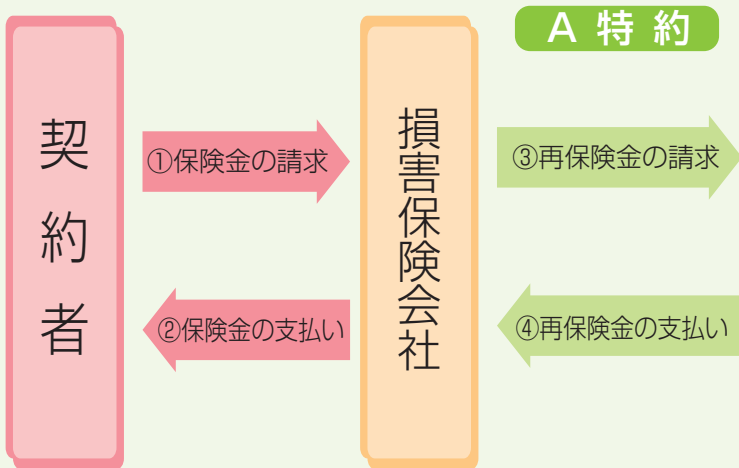 A 特 約
契約者
①保険金の請求
損害保険会社
③再保険金の請求
②保険金の支払い
④再保険金の支払い